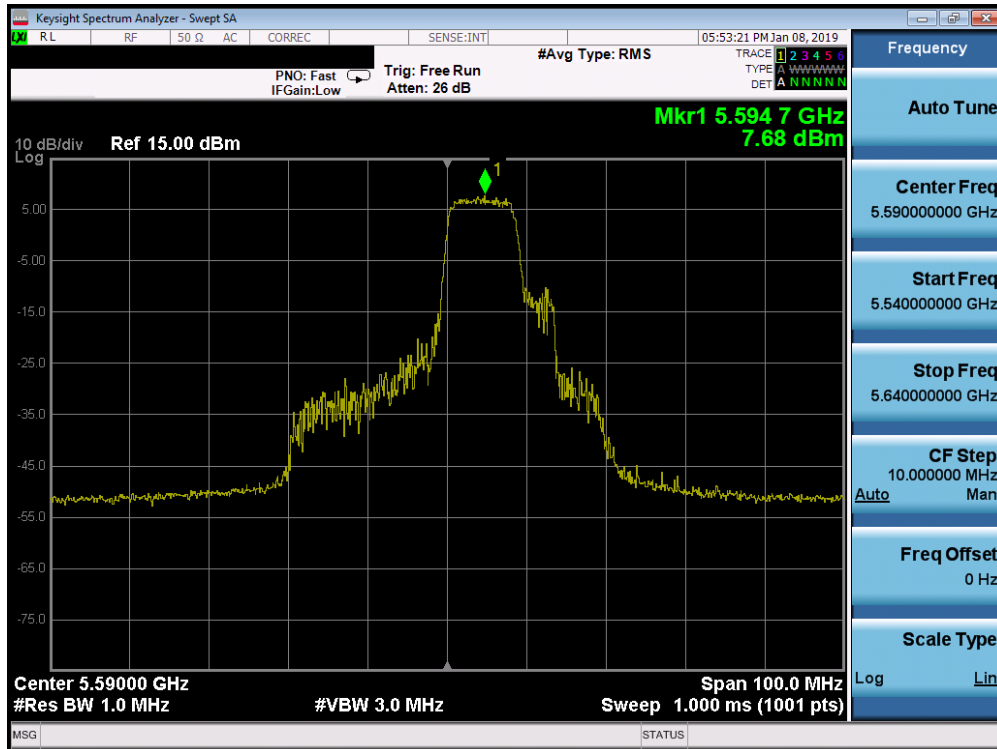 Keysight Spectrum Analyzer - Swept SA
LXI RL RF 50 Ω AC CORREC SENSE:INT 05:53:21 PM Jan 08, 2019
#Avg Type: RMS TRACE 1 2 3 4 5 6
PNO: Fast Trig: Free Run TYPE A WWWWW
IFGain:Low Atten: 26 dB DET A N N N N N
Mkr1 5.594 7 GHz
10 dB/div Ref 15.00 dBm 7.68 dBm
Log
1
5.00
-5.00
-15.0
-25.0
-35.0
-45.0
-55.0
-65.0
-75.0
Center 5.59000 GHz Span 100.0 MHz
#Res BW 1.0 MHz #VBW 3.0 MHz Sweep 1.000 ms (1001 pts)
MSG STATUS
Frequency
Auto Tune
Center Freq
5.590000000 GHz
Start Freq
5.540000000 GHz
Stop Freq
5.640000000 GHz
CF Step
10.000000 MHz
Auto Man
Freq Offset
0 Hz
Scale Type
Log Lin